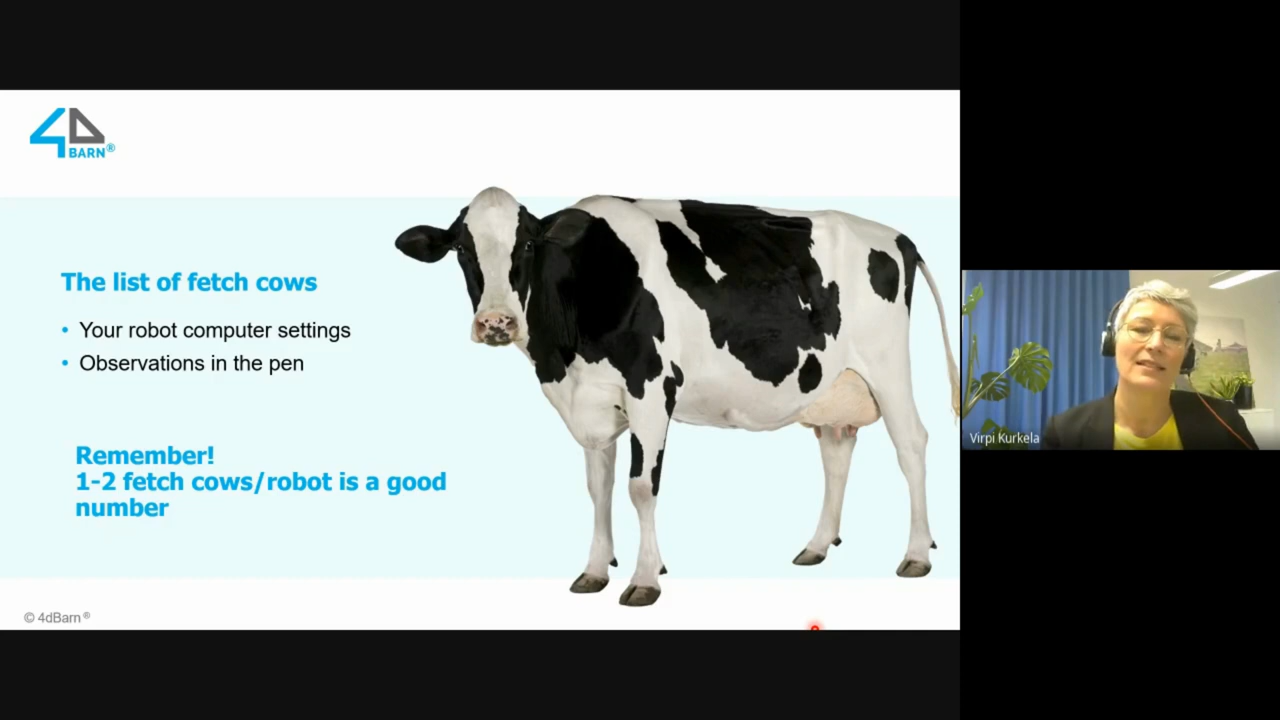 4D
BARN®
The list of fetch cows
• Your robot computer settings
• Observations in the pen
Remember!
1-2 fetch cows/robot is a good
number
© 4dBarn®
Virpi Kurkela